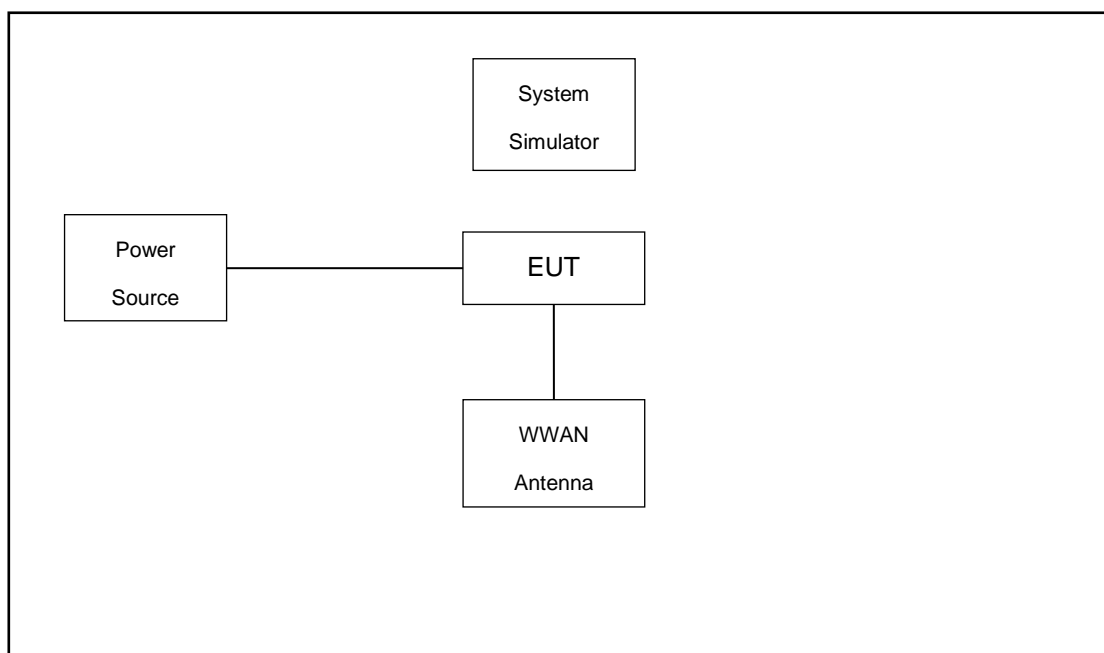 System
Simulator
Power
Source
EUT
WWAN
Antenna